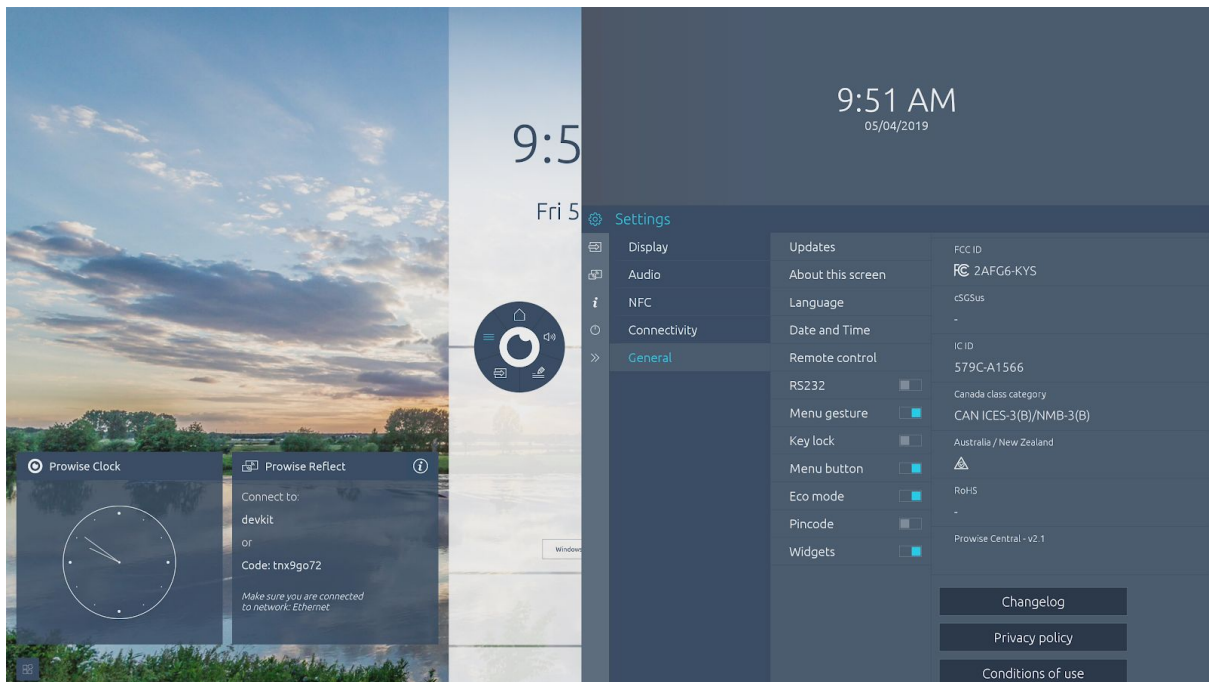 9:5
Fri 5
Prowise Clock
Prowise Reflect
Connect to:
devkit
or
Code: tnx9go72
Make sure you are connected
to network: Ethernet
Windows
9:51 AM
05/04/2019
Settings
Display
Audio
NFC
Connectivity
General
Updates
About this screen
Language
Date and Time
Remote control
RS232
Menu gesture
Key lock
Menu button
Eco mode
Pincode
Widgets
FCC ID
FC 2AFG6-KYS
cSGSus
-
IC ID
579C-A1566
Canada class category
CAN ICES-3(B)/NMB-3(B)
Australia / New Zealand
RoHS
-
Prowise Central - v2.1
Changelog
Privacy policy
Conditions of use